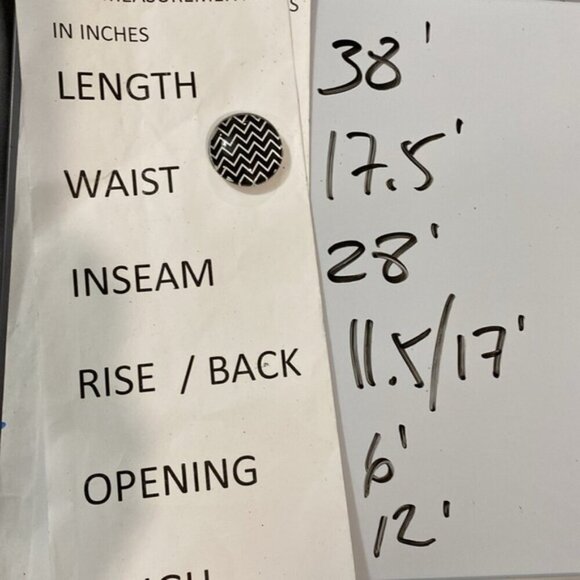 IN INCHES
LENGTH 38'
WAIST 17.5'
INSEAM 28'
RISE / BACK 11.5/17'
OPENING 6'
12'